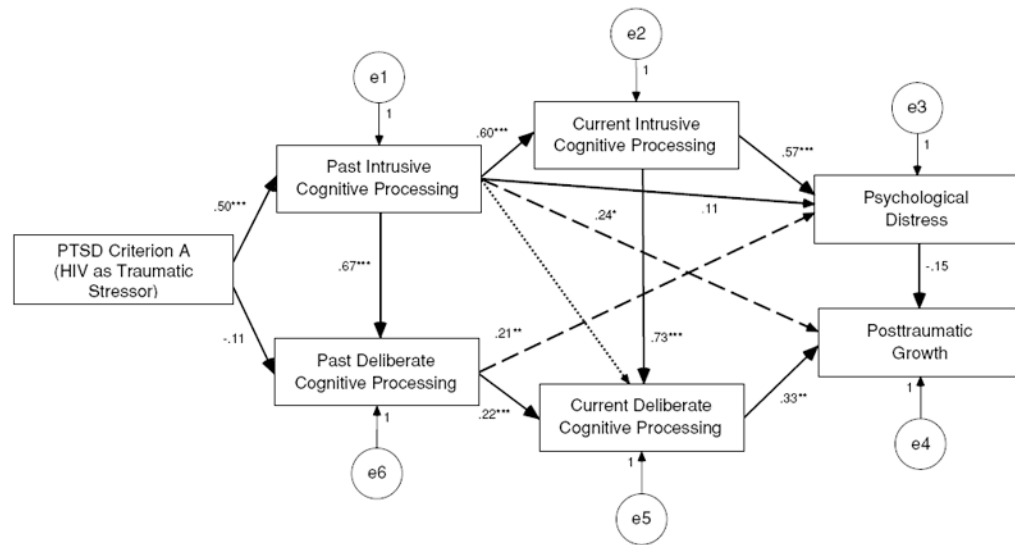 e2
1
e1
1
e3
1
Current Intrusive
Cognitive Processing
.60***
.57***
Past Intrusive
Cognitive Processing
Psychological
Distress
.50***
.24*
.11
PTSD Criterion A
(HIV as Traumatic
Stressor)
.67***
-.15
-.11
.21**
.73***
Posttraumatic
Growth
Past Deliberate
Cognitive Processing
.22***
Current Deliberate
Cognitive Processing
.33**
1
1
1
e4
e6
e5